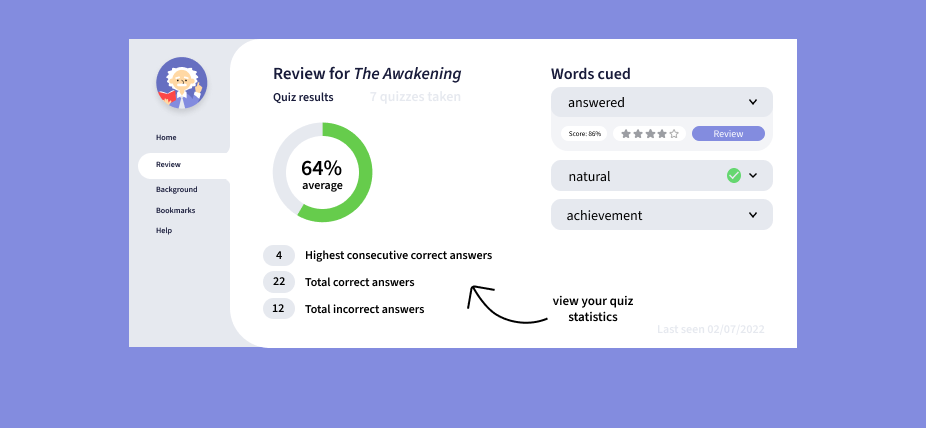 Home
Review
Background
Bookmarks
Help
Review for The Awakening
Quiz results
7 quizzes taken
64%
average
4 Highest consecutive correct answers
22 Total correct answers
12 Total incorrect answers
Words cued
answered
Score: 86%
Review
natural
achievement
view your quiz
statistics
Last seen 02/07/2022